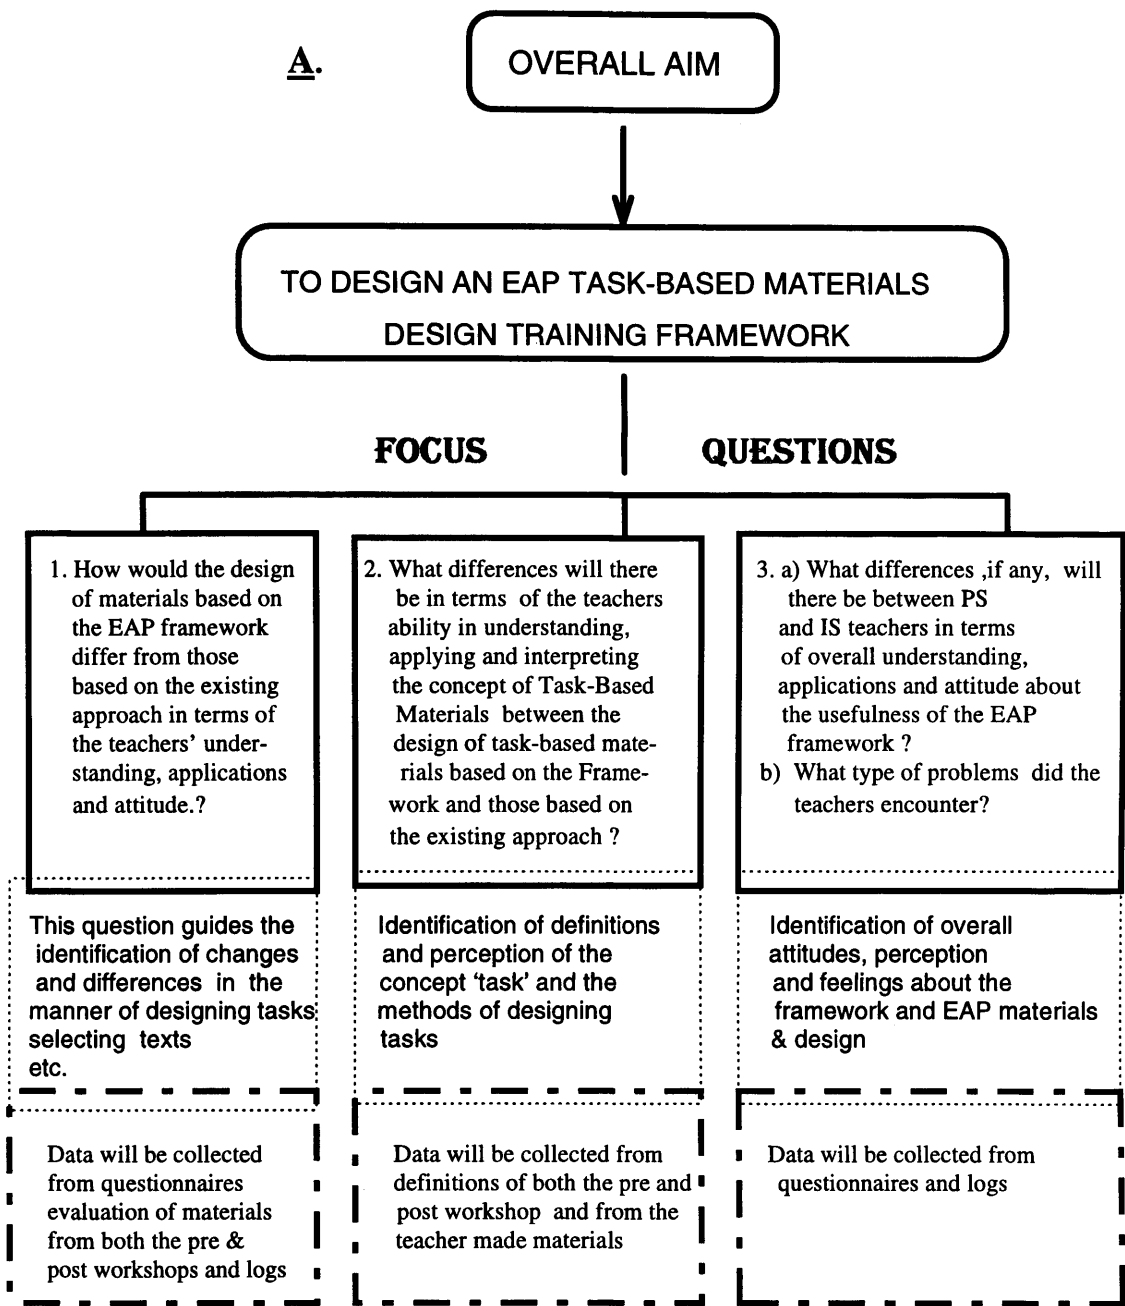 A.
OVERALL AIM
TO DESIGN AN EAP TASK-BASED MATERIALS
DESIGN TRAINING FRAMEWORK
FOCUS QUESTIONS
1. How would the design
of materials based on
the EAP framework
differ from those
based on the existing
approach in terms of
the teachers' under-
standing, applications
and attitude.?
2. What differences will there
be in terms of the teachers
ability in understanding,
applying and interpreting
the concept of Task-Based
Materials between the
design of task-based mate-
rials based on the Frame-
work and those based on
the existing approach ?
3. a) What differences ,if any, will
there be between PS
and IS teachers in terms
of overall understanding,
applications and attitude about
the usefulness of the EAP
framework ?
b) What type of problems did the
teachers encounter?
This question guides the
identification of changes
and differences in the
manner of designing tasks
selecting texts
etc.
Identification of definitions
and perception of the
concept 'task' and the
methods of designing
tasks
Identification of overall
attitudes, perception
and feelings about the
framework and EAP materials
& design
Data will be collected
from questionnaires
evaluation of materials
from both the pre &
post workshops and logs
Data will be collected from
definitions of both the pre and
post workshop and from the
teacher made materials
Data will be collected from
questionnaires and logs